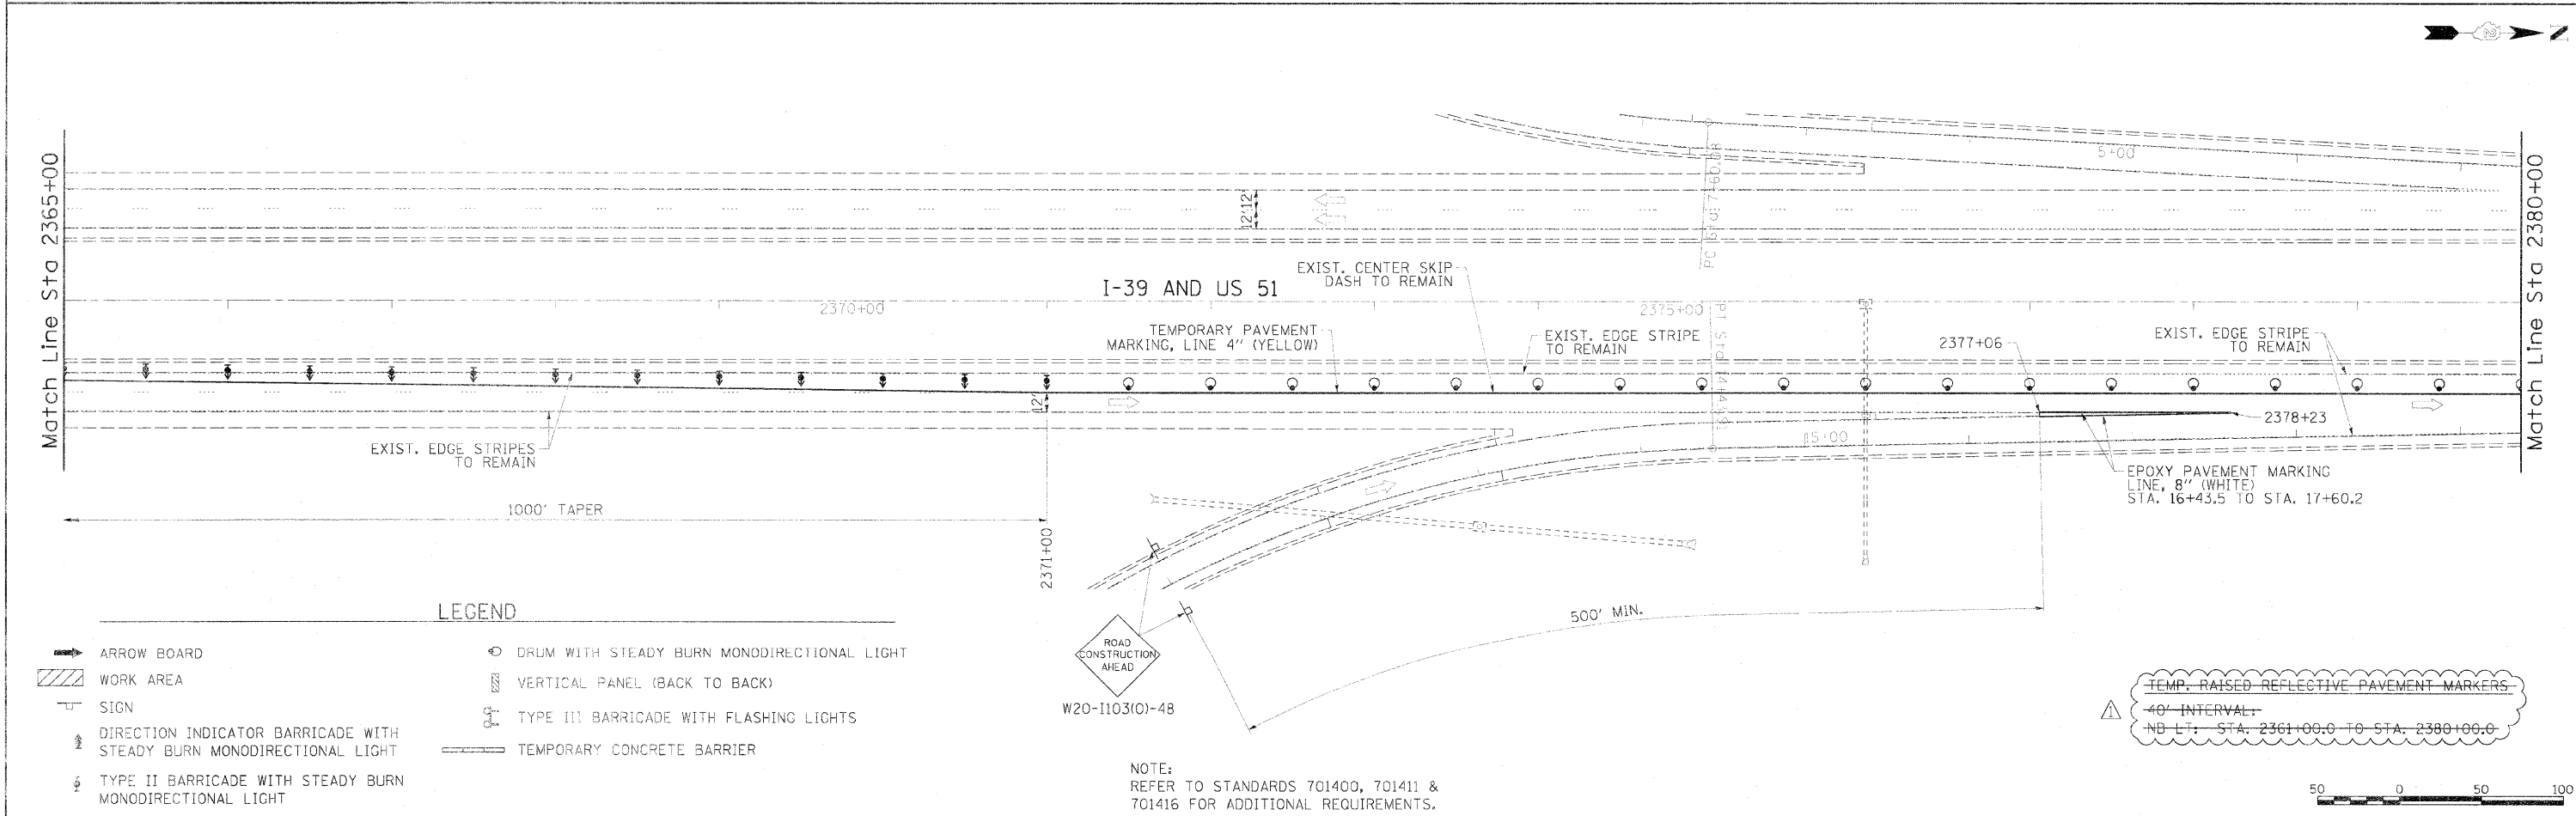 N
Match Line Sta 2365+00
Match Line Sta 2380+00
5+00
12' 12'
I-39 AND US 51
EXIST. CENTER SKIP
DASH TO REMAIN
2370+00
2375+00
TEMPORARY PAVEMENT
MARKING, LINE 4" (YELLOW)
EXIST. EDGE STRIPE
TO REMAIN
2377+06
EXIST. EDGE STRIPE
TO REMAIN
12'
2378+23
15+00
EXIST. EDGE STRIPES
TO REMAIN
EPOXY PAVEMENT MARKING
LINE, 8" (WHITE)
STA. 16+43.5 TO STA. 17+60.2
1000' TAPER
2371+00
500' MIN.
ROAD
CONSTRUCTION
AHEAD
W20-I103(O)-48
LEGEND
ARROW BOARD
WORK AREA
SIGN
DIRECTION INDICATOR BARRICADE WITH
STEADY BURN MONODIRECTIONAL LIGHT
TYPE II BARRICADE WITH STEADY BURN
MONODIRECTIONAL LIGHT
DRUM WITH STEADY BURN MONODIRECTIONAL LIGHT
VERTICAL PANEL (BACK TO BACK)
TYPE III BARRICADE WITH FLASHING LIGHTS
TEMPORARY CONCRETE BARRIER
NOTE:
REFER TO STANDARDS 701400, 701411 &
701416 FOR ADDITIONAL REQUIREMENTS.
1
TEMP. RAISED REFLECTIVE PAVEMENT MARKERS
40' INTERVAL:
NB LT: STA. 2361+00.0 TO STA. 2380+00.0
50 0 50 100